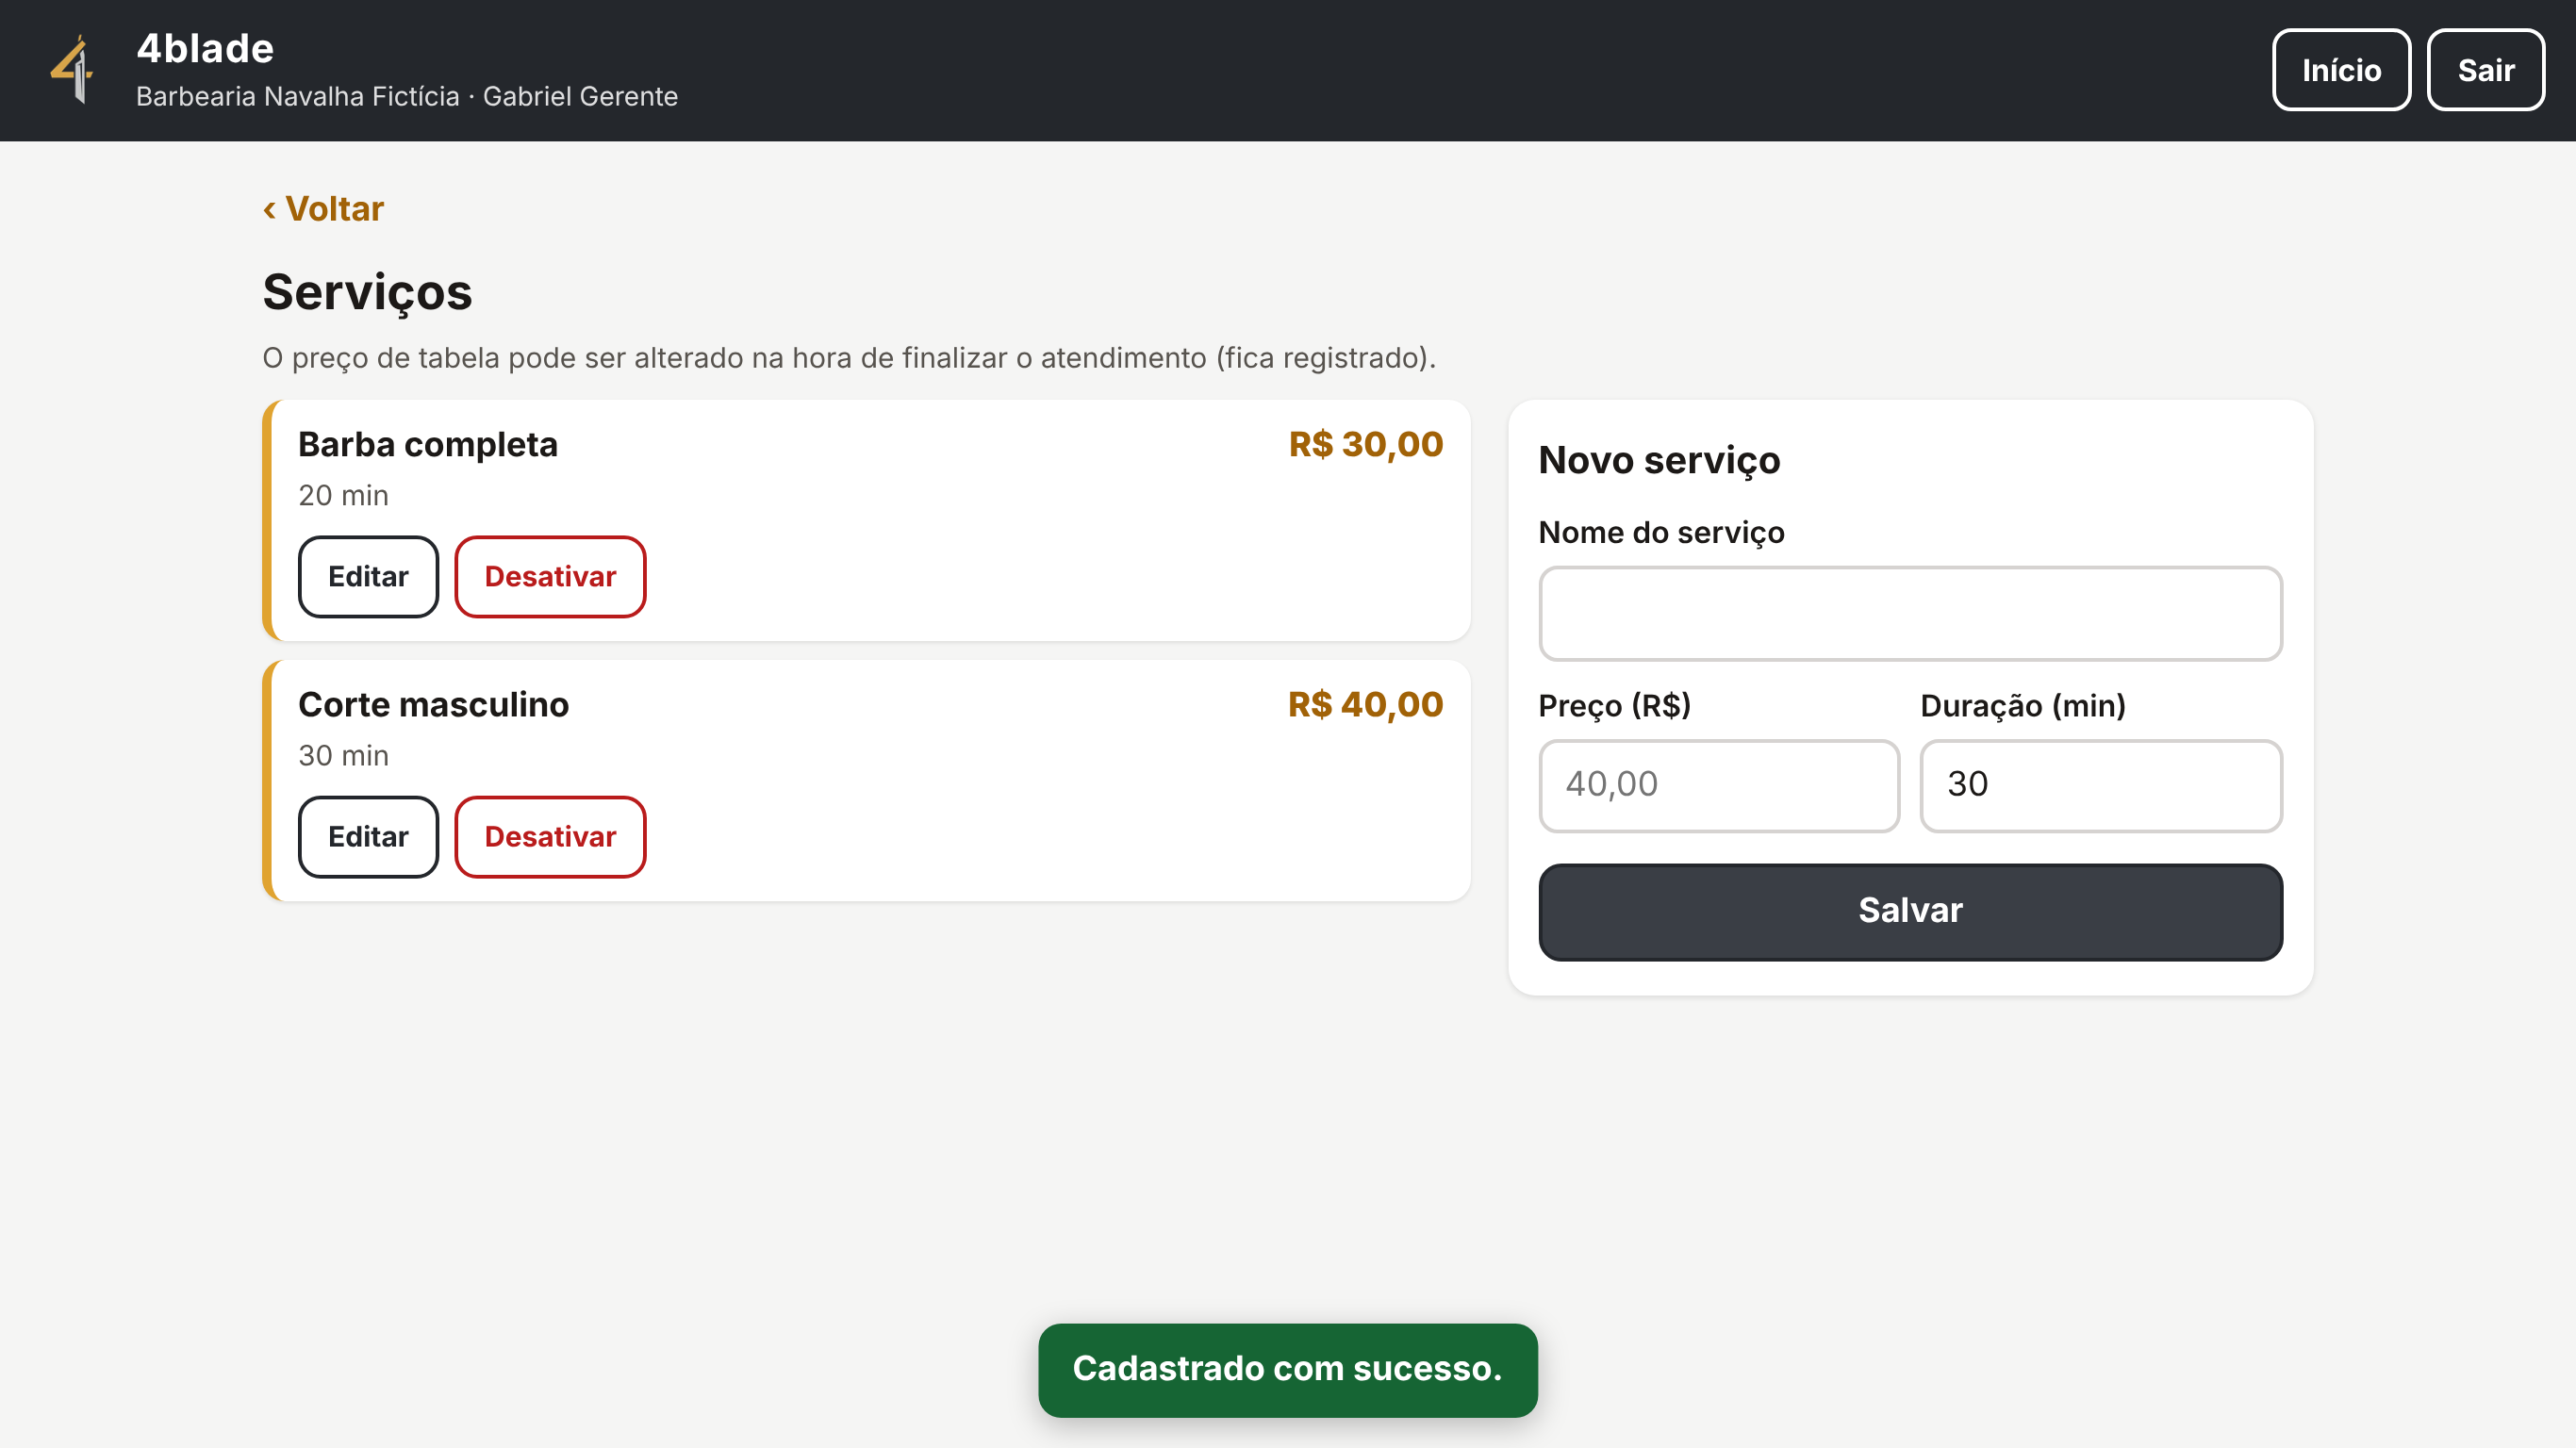 4blade
Barbearia Navalha Fictícia · Gabriel Gerente
Início
Sair
‹ Voltar
Serviços
O preço de tabela pode ser alterado na hora de finalizar o atendimento (fica registrado).
Barba completa
R$ 30,00
20 min
Editar
Desativar
Corte masculino
R$ 40,00
30 min
Editar
Desativar
Novo serviço
Nome do serviço
Preço (R$)
Duração (min)
40,00
30
Salvar
Cadastrado com sucesso.